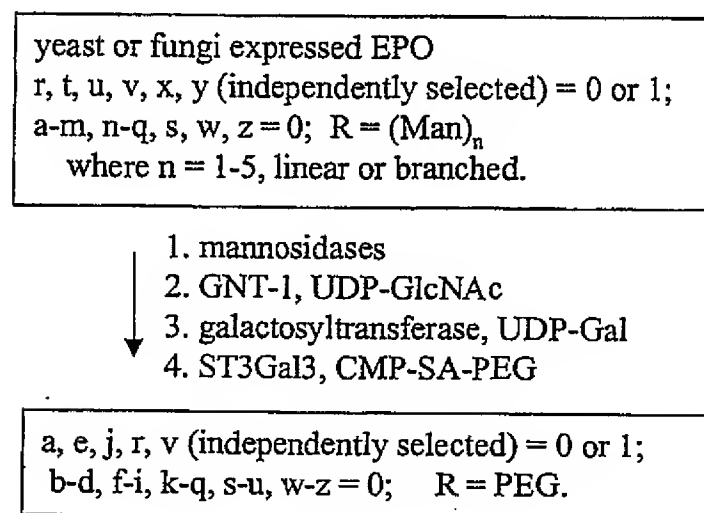 yeast or fungi expressed EPO
r, t, u, v, x, y (independently selected) = 0 or 1;
a-m, n-q, s, w, z = 0; R = (Man)n
where n = 1-5, linear or branched.
1. mannosidases
2. GNT-1, UDP-GlcNAc
3. galactosyltransferase, UDP-Gal
4. ST3Gal3, CMP-SA-PEG
a, e, j, r, v (independently selected) = 0 or 1;
b-d, f-i, k-q, s-u, w-z = 0; R = PEG.